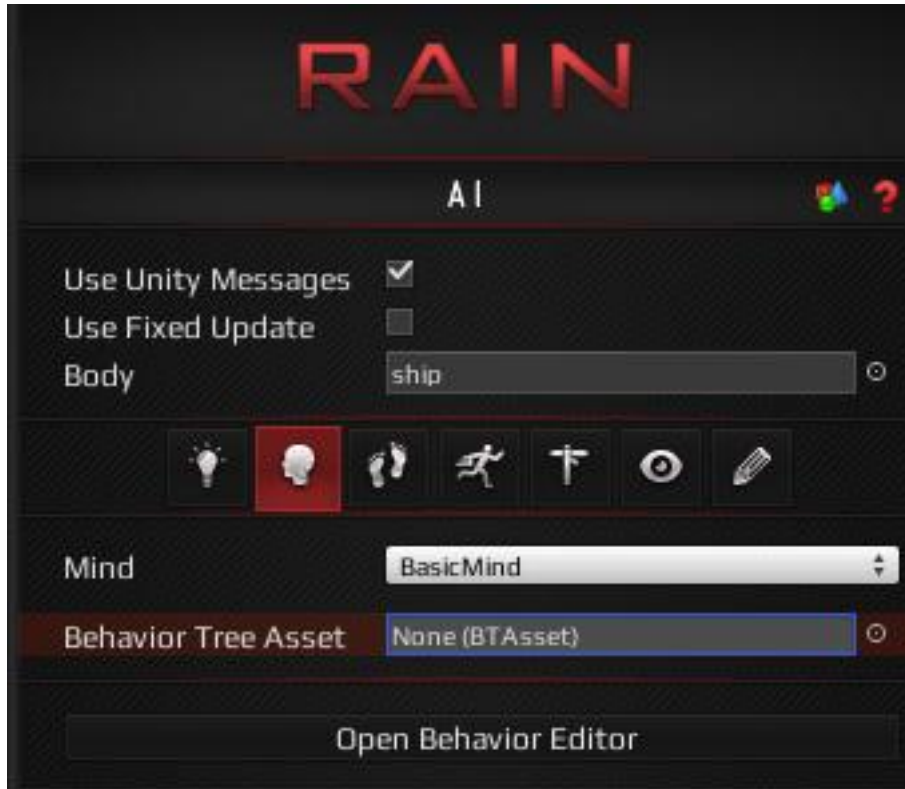 RAIN
AI ?
Use Unity Messages
Use Fixed Update
Body ship
Mind BasicMind
Behavior Tree Asset None (BTAsset)
Open Behavior Editor